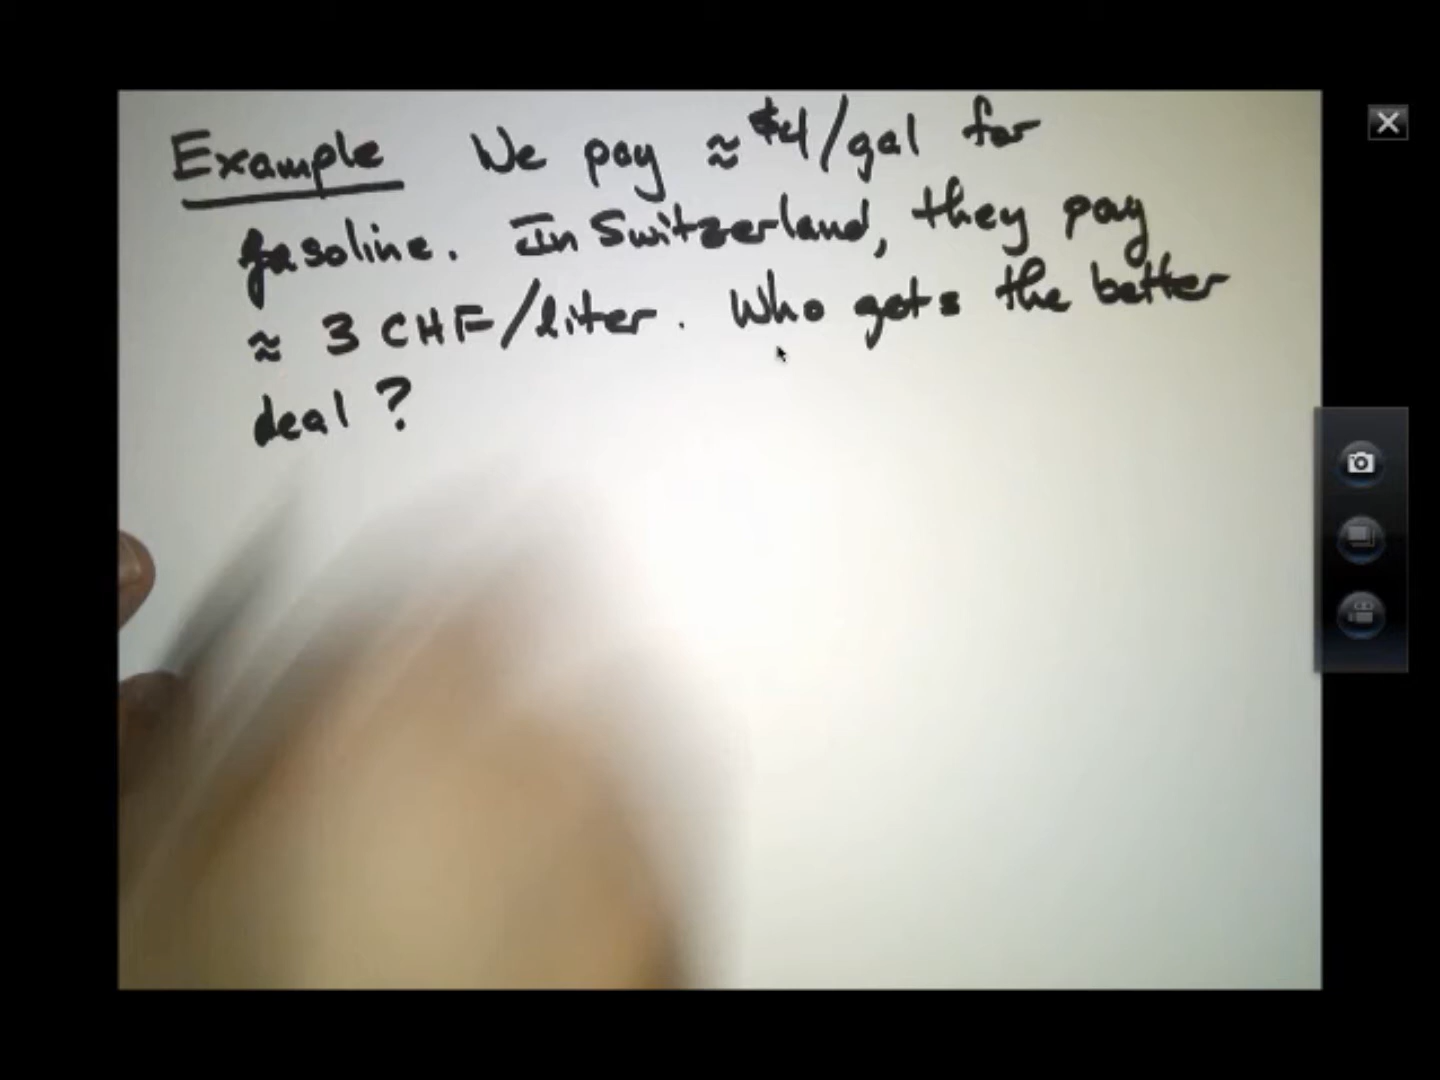 Example We pay ≈ $4/gal for
gasoline. In Switzerland, they pay
≈ 3 CHF/liter. Who gets the better
deal?